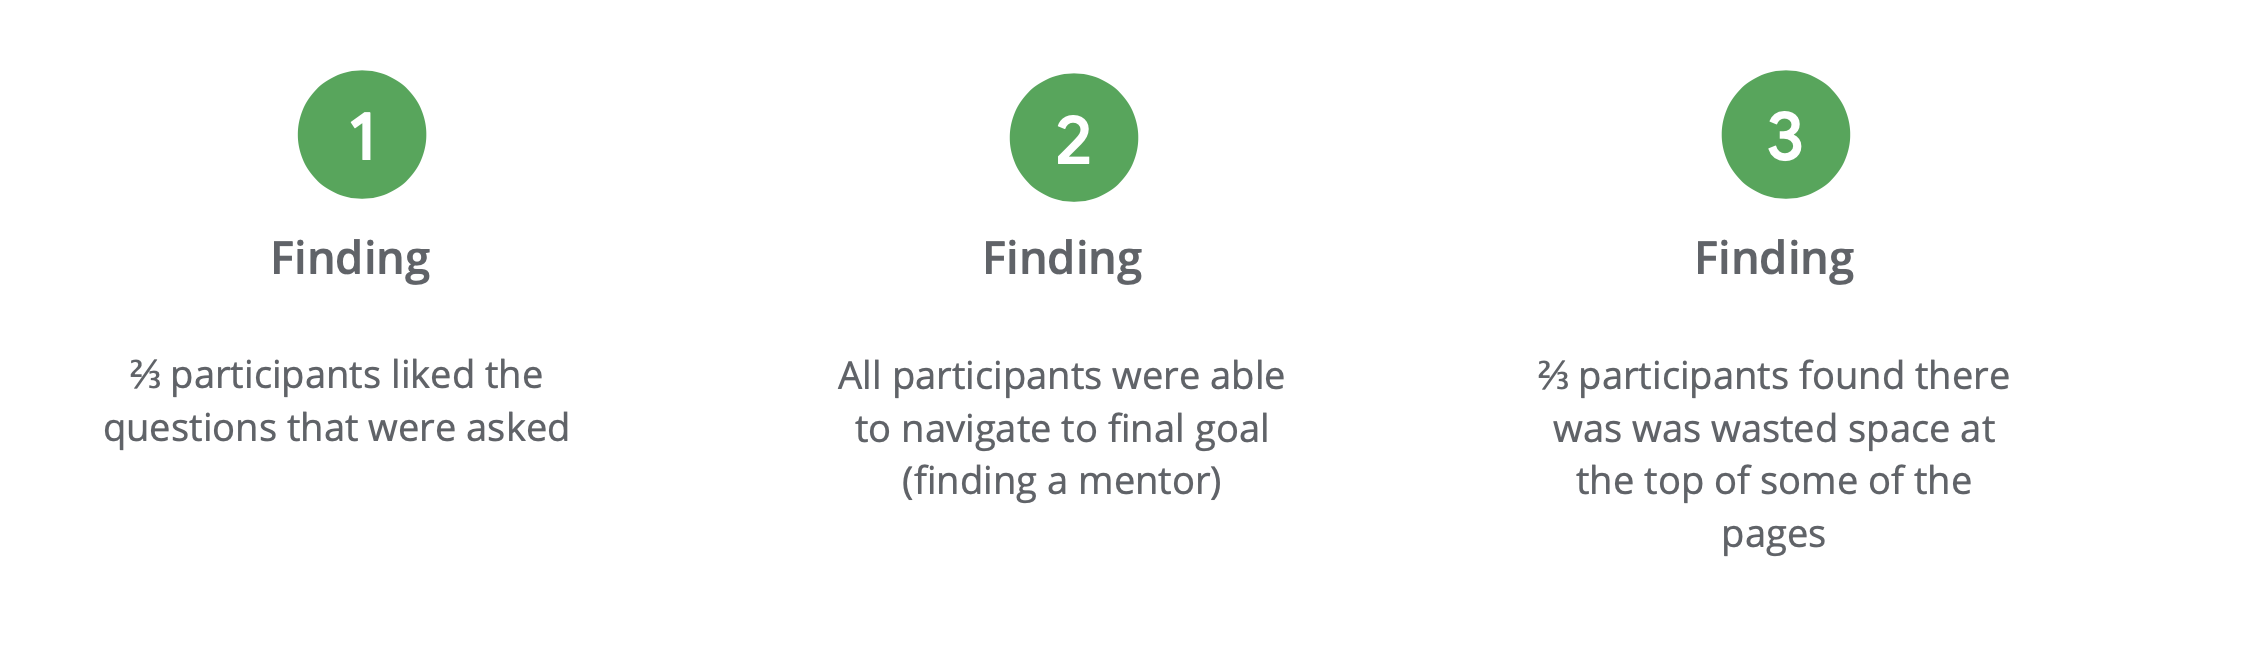 1
Finding
⅔ participants liked the
questions that were asked
2
Finding
All participants were able
to navigate to final goal
(finding a mentor)
3
Finding
⅔ participants found there
was was wasted space at
the top of some of the
pages